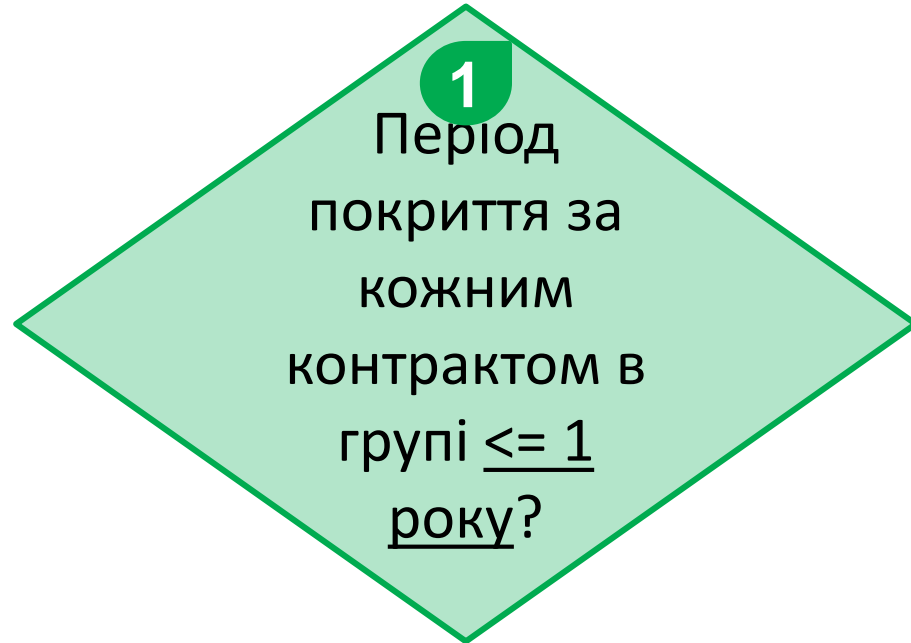 1
Період
покриття за
кожним
контрактом в
групі <= 1
року?